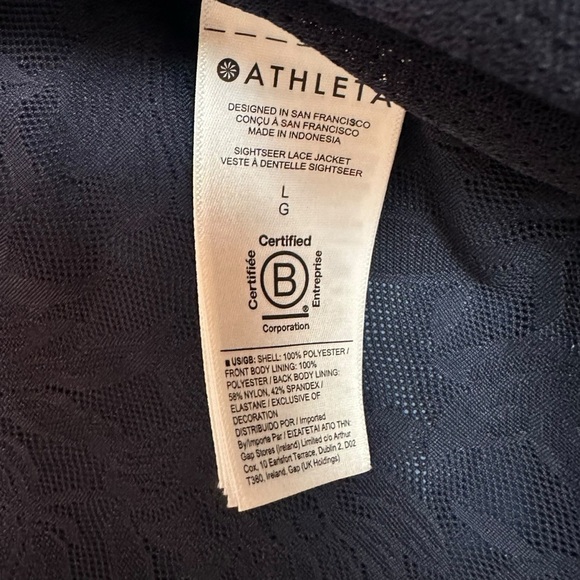 ATHLETA
DESIGNED IN SAN FRANCISCO
CONÇU À SAN FRANCISCO
MADE IN INDONESIA
SIGHTSEER LACE JACKET
VESTE À DENTELLE SIGHTSEER
L
G
Certified
Certifiée
B
Entreprise
®
Corporation
■ US/GB: SHELL: 100% POLYESTER /
FRONT BODY LINING: 100%
POLYESTER / BACK BODY LINING:
58% NYLON, 42% SPANDEX /
ELASTANE / EXCLUSIVE OF
DECORATION
DISTRIBUIDO POR / Imported
By/Importe Par / ΕΙΣΑΓΕΤΑΙ ΑΠΟ ΤΗΝ:
Gap Stores (Ireland) Limited c/o Arthur
Cox, 10 Earlsfort Terrace, Dublin 2, D02
T380, Ireland, Gap (UK Holdings)